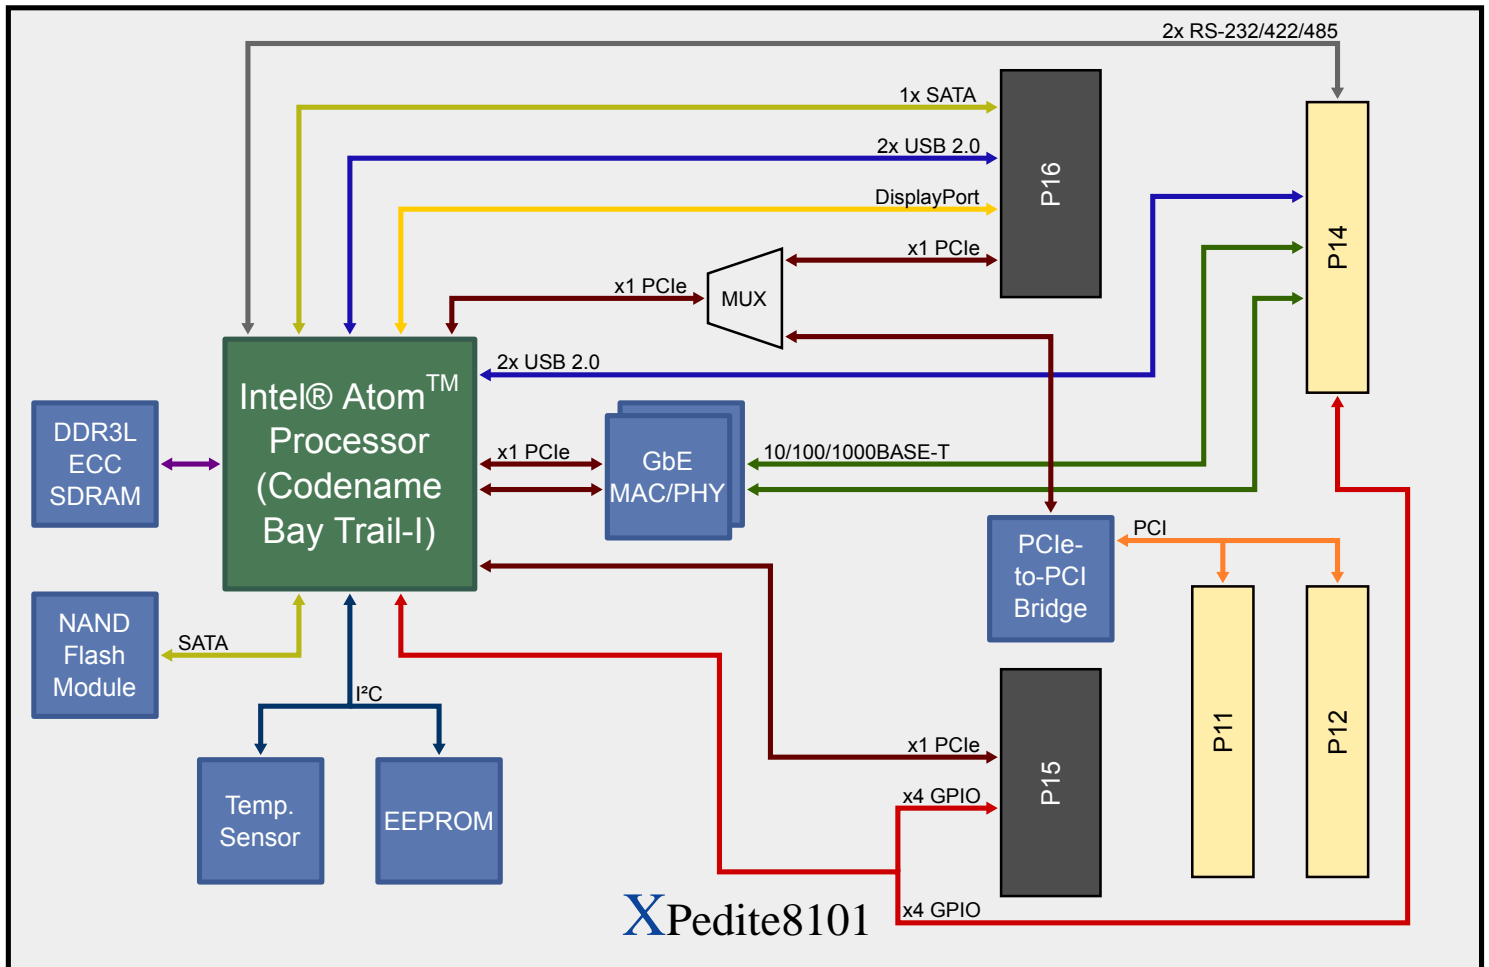 2x RS-232/422/485
1x SATA
2x USB 2.0
DisplayPort
x1 PCIe
x1 PCIe
MUX
P16
P14
2x USB 2.0
Intel® Atom™
Processor
(Codename
Bay Trail-I)
DDR3L
ECC
SDRAM
x1 PCIe
GbE
MAC/PHY
10/100/1000BASE-T
PCI
PCIe-
to-PCI
Bridge
NAND
Flash
Module
SATA
I²C
Temp.
Sensor
EEPROM
x1 PCIe
x4 GPIO
P15
P11
P12
x4 GPIO
XPedite8101